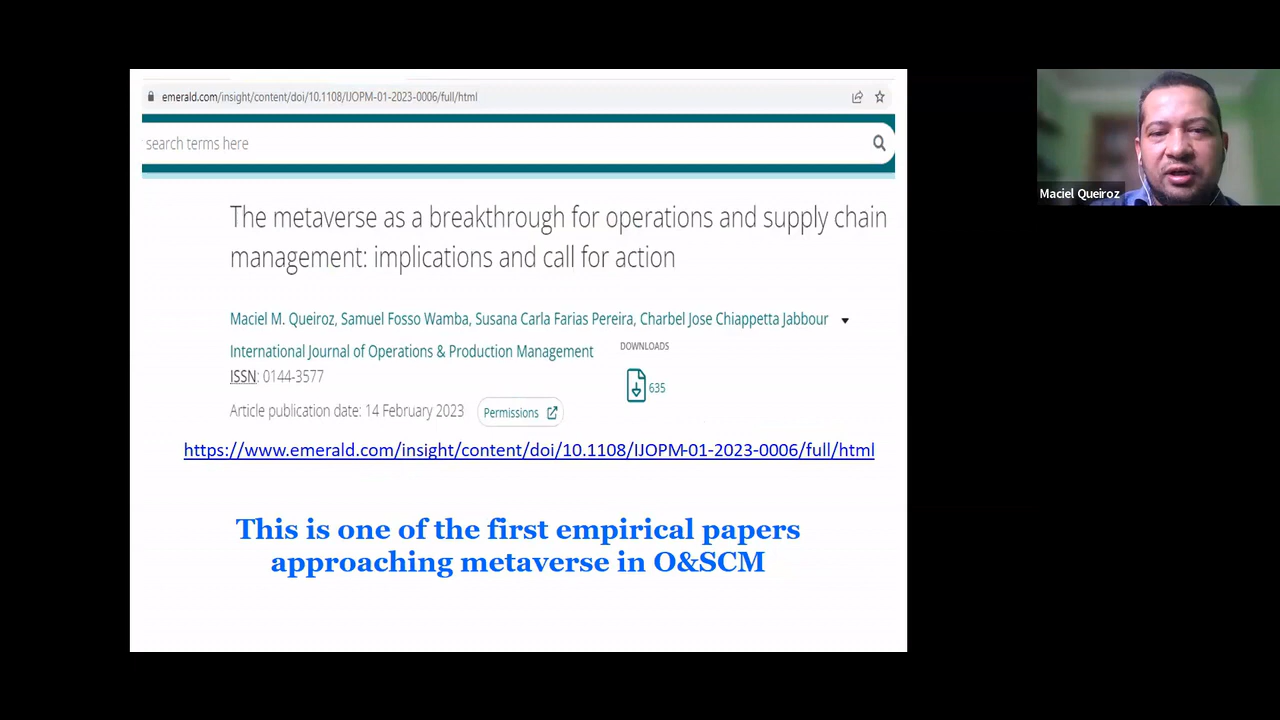 emerald.com/insight/content/doi/10.1108/IJOPM-01-2023-0006/full/html
search terms here
The metaverse as a breakthrough for operations and supply chain
management: implications and call for action
Maciel M. Queiroz, Samuel Fosso Wamba, Susana Carla Farias Pereira, Charbel Jose Chiappetta Jabbour
International Journal of Operations & Production Management
DOWNLOADS
ISSN: 0144-3577
635
Article publication date: 14 February 2023
Permissions
https://www.emerald.com/insight/content/doi/10.1108/IJOPM-01-2023-0006/full/html
This is one of the first empirical papers
approaching metaverse in O&SCM
Maciel Queiroz